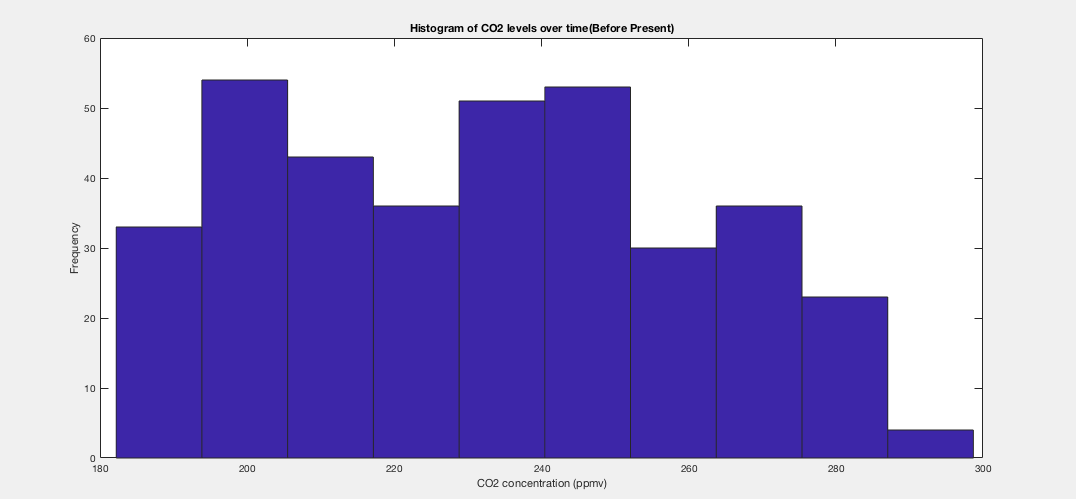 Histogram of CO2 levels over time(Before Present)
60
50
40
30
20
10
0
Frequency
180 200 220 240 260 280 300
CO2 concentration (ppmv)